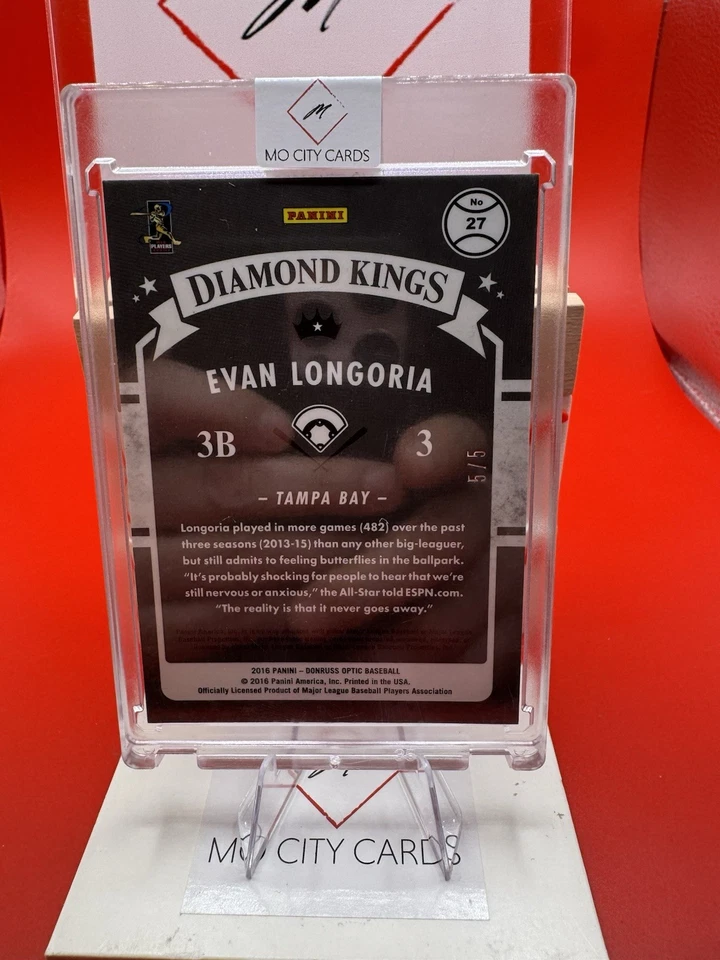 M
MO CITY CARDS
PLAYERS
PANINI
No
27
DIAMOND KINGS
EVAN LONGORIA
3B
3
5/5
– TAMPA BAY –
Longoria played in more games (482) over the past
three seasons (2013-15) than any other big-leaguer,
but still admits to feeling butterflies in the ballpark.
“It’s probably shocking for people to hear that we’re
still nervous or anxious,” the All-Star told ESPN.com.
“The reality is that it never goes away.”
2016 PANINI – DONRUSS OPTIC BASEBALL
© 2016 Panini America, Inc. Printed in the USA.
Officially Licensed Product of Major League Baseball Players Association
MO CITY CARDS